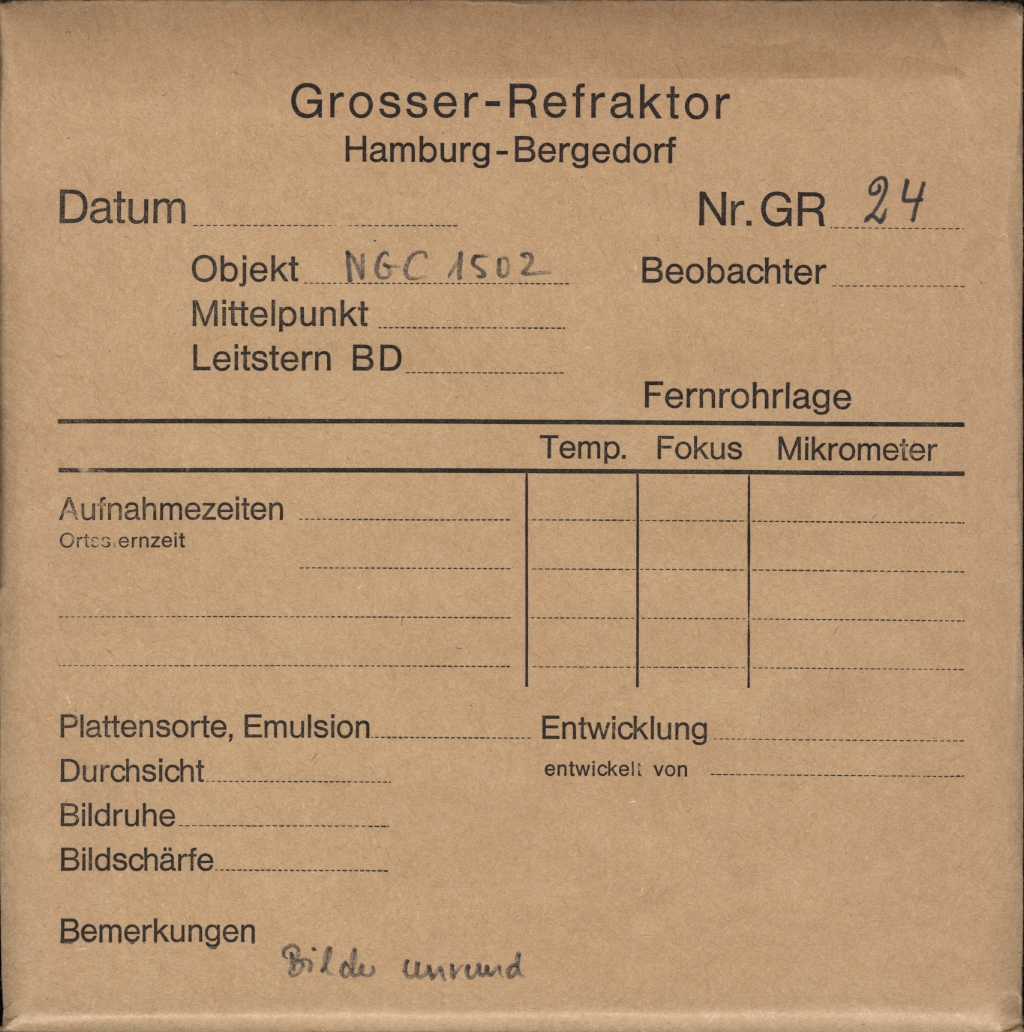 Grosser-Refraktor
Hamburg-Bergedorf
Datum Nr. GR 24
Objekt NGC 1502 Beobachter
Mittelpunkt
Leitstern BD
Fernrohrlage
Temp. Fokus Mikrometer
Aufnahmezeiten
Ortssternzeit
Plattensorte, Emulsion Entwicklung
Durchsicht entwickelt von
Bildruhe
Bildschärfe
Bemerkungen
Bilder unrund